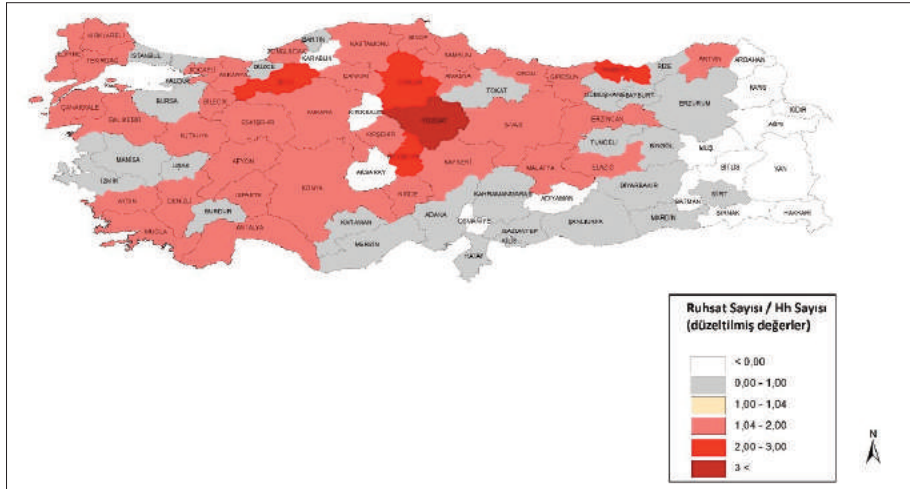 KIRKLARELİ
EDİRNE
TEKİRDAĞ
İSTANBUL
KOCAELİ
SAKARYA
DÜZCE
ZONGULDAK
BARTIN
KARABÜK
KASTAMONU
SİNOP
SAMSUN
ÇANKIRI
AMASYA
ORDU
GİRESUN
RİZE
ARTVİN
ARDAHAN
KARS
IĞDIR
AĞRI
ÇANAKKALE
BALIKESİR
BURSA
BİLECİK
ESKİŞEHİR
ANKARA
KIRIKKALE
YOZGAT
TOKAT
SİVAS
GÜMÜŞHANE
BAYBURT
ERZURUM
ERZİNCAN
TUNCELİ
BİNGÖL
MUŞ
KÜTAHYA
MANİSA
UŞAK
AFYON
KIRŞEHİR
KAYSERİ
MALATYA
ELAZIĞ
BİTLİS
VAN
İZMİR
AKSARAY
KONYA
NİĞDE
KAHRAMANMARAŞ
ADIYAMAN
DİYARBAKIR
BATMAN
SİİRT
ŞIRNAK
HAKKARİ
AYDIN
DENİZLİ
ISPARTA
BURDUR
MUĞLA
ANTALYA
KARAMAN
MERSİN
ADANA
OSMANİYE
GAZİANTEP
KİLİS
HATAY
ŞANLIURFA
MARDİN
Ruhsat Sayısı / Hh Sayısı
(düzeltilmiş değerler)
< 0,00
0,00 - 1,00
1,00 - 1,04
1,04 - 2,00
2,00 - 3,00
3 <
N